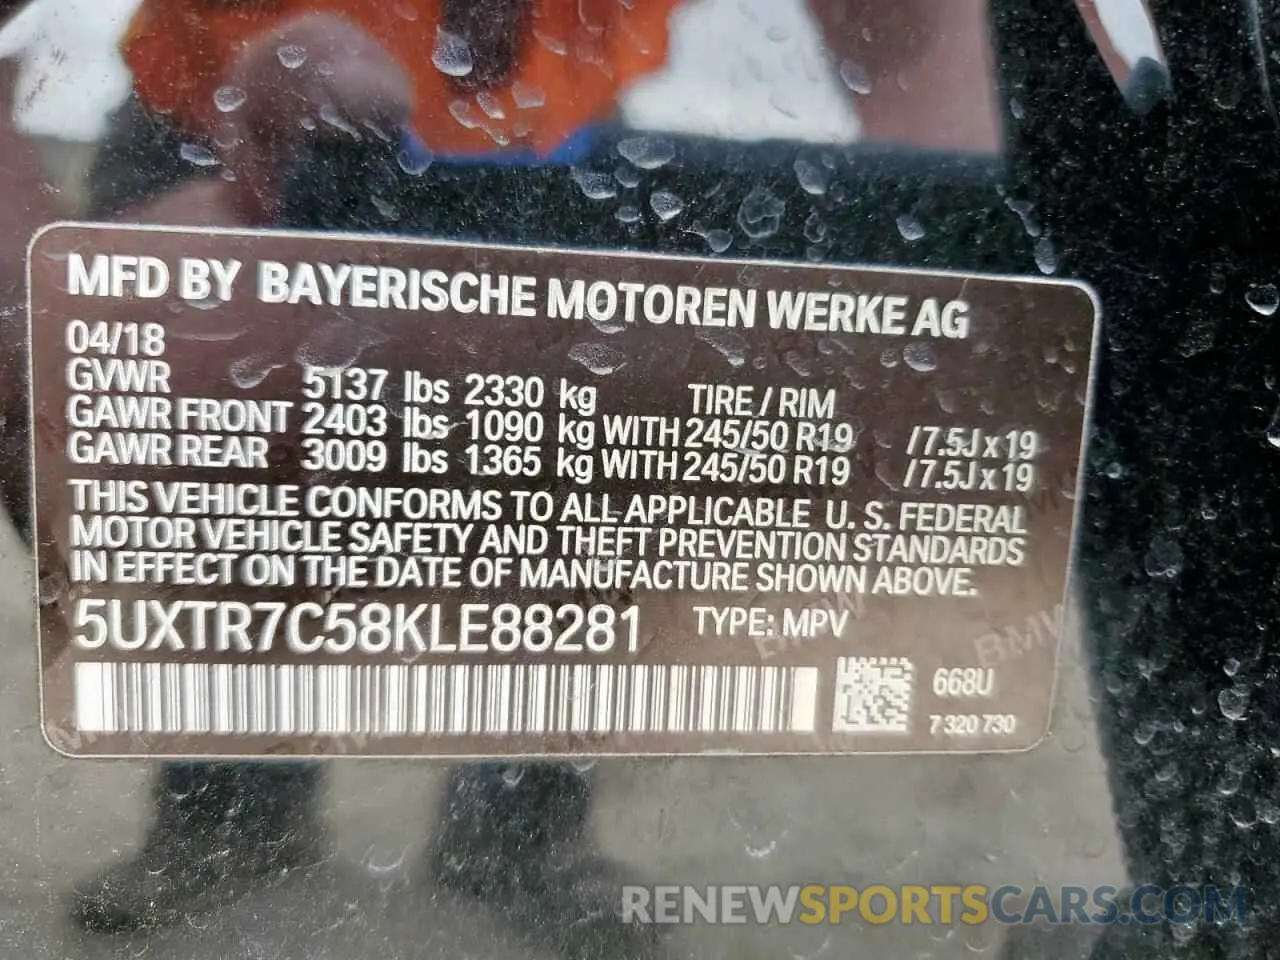 MFD BY BAYERISCHE MOTOREN WERKE AG
04/18
GVWR 5137 lbs 2330 kg TIRE / RIM
GAWR FRONT 2403 lbs 1090 kg WITH 245/50 R19 / 7.5J x 19
GAWR REAR 3009 lbs 1365 kg WITH 245/50 R19 / 7.5J x 19
THIS VEHICLE CONFORMS TO ALL APPLICABLE U. S. FEDERAL
MOTOR VEHICLE SAFETY AND THEFT PREVENTION STANDARDS
IN EFFECT ON THE DATE OF MANUFACTURE SHOWN ABOVE.
5UXTR7C58KLE88281 TYPE: MPV
668U
7 320 730
BMW
RENEWSPORTSCARS.COM